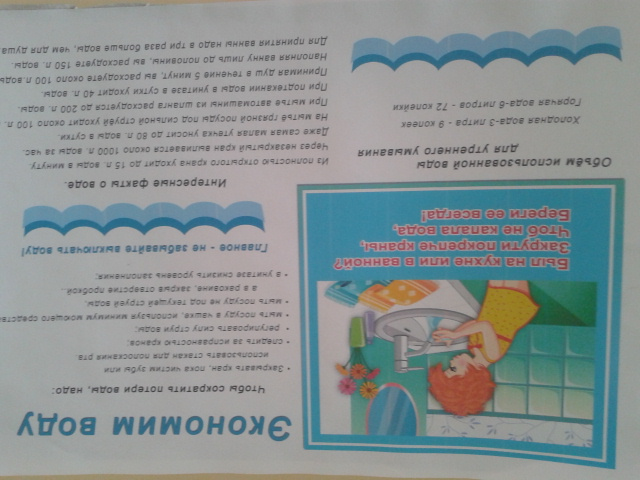 Был на кухне или в ванной?
Закрути покрепче краны,
Чтоб не капала вода,
Береги ее всегда!
Объём использованной воды
для утреннего умывания
Холодная вода-3 литра - 9 копеек
Горячая вода-6литров - 72 копейки
Экономим воду
Чтобы сократить потери воды, надо:
• Закрывать кран, пока чистим зубы или
использовать стакан для полоскания рта.
• следить за исправностью кранов;
• регулировать силу струи воды;
• мыть посуду в чашке, используя минимум моющего
• мыть посуду не под текущей струей воды,
а в раковине, закрыв отверстие пробкой..
• в унитазе снизить уровень заполнения;
Главное - не забывайте выключать воду!
Интересные факты о воде.
Из полностью открытого крана уходит до 15 л. воды в минуту.
Через незакрытый кран выливается около 1000 л. воды за час.
Даже самая малая утечка уносит до 80 л. воды в сутки.
На мытьё грязной посуды под сильной струёй уходит около 100 л.
При мытье автомашины из шланга расходуется до 200 л. воды.
При подтекании воды в унитазе в сутки уходит 40 л. воды.
Принимая душ в течение 5 минут, вы расходуете около 100 л.воды
Наполняя ванну лишь до половины, вы расходуете 150 л. воды.
Для принятия ванны надо в три раза больше воды, чем для душа.